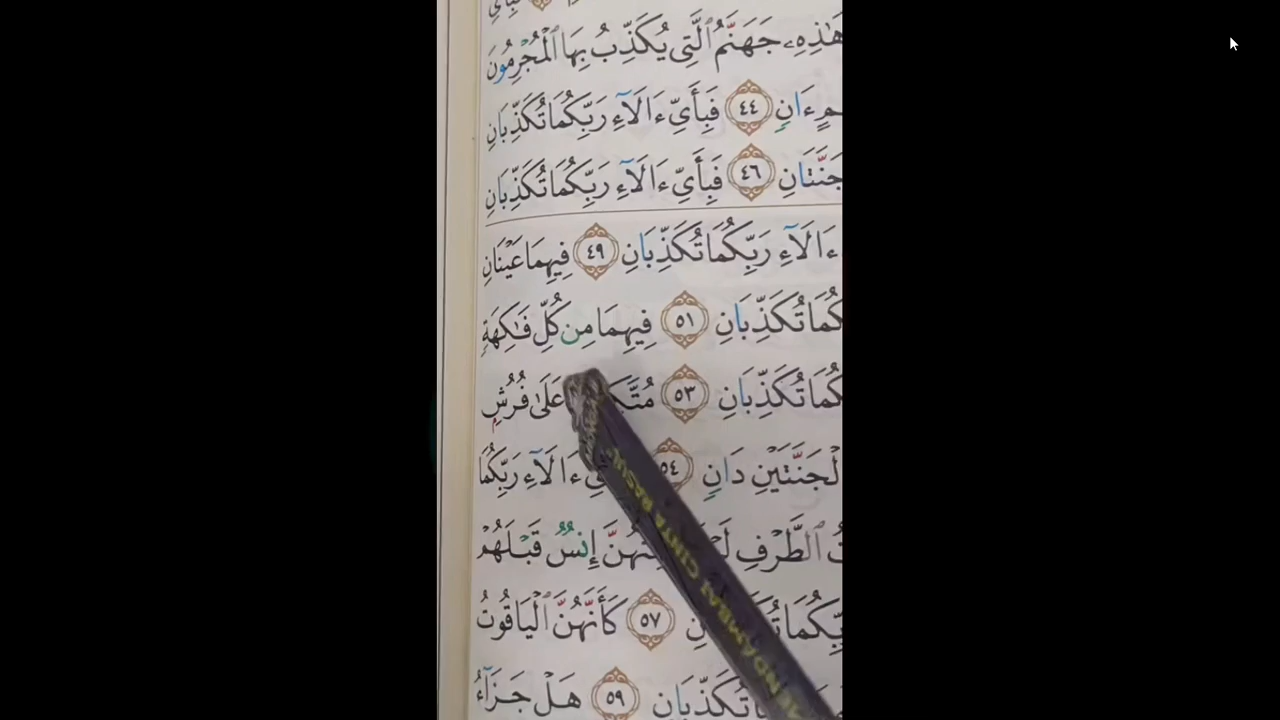 هَٰذِهِۦ جَهَنَّمُ ٱلَّتِى يُكَذِّبُ بِهَا ٱلْمُجْرِمُونَ
ءَانٍ ٤٤ فَبِأَىِّ ءَالَآءِ رَبِّكُمَا تُكَذِّبَانِ
جَنَّتَانِ ٤٦ فَبِأَىِّ ءَالَآءِ رَبِّكُمَا تُكَذِّبَانِ
ءَالَآءِ رَبِّكُمَا تُكَذِّبَانِ ٤٩ فِيهِمَا عَيْنَانِ
كُمَا تُكَذِّبَانِ ٥١ فِيهِمَا مِن كُلِّ فَٰكِهَةٍ
كُمَا تُكَذِّبَانِ ٥٣ عَلَىٰ فُرُشٍ
ٱلْجَنَّتَيْنِ دَانٍ ٥٤ ءَالَآءِ رَبِّكُمَا
ٱلطَّرْفِ إِنسٌ قَبْلَهُمْ
٥٧ كَأَنَّهُنَّ ٱلْيَاقُوتُ
تُكَذِّبَانِ ٥٩ هَلْ جَزَآءُ